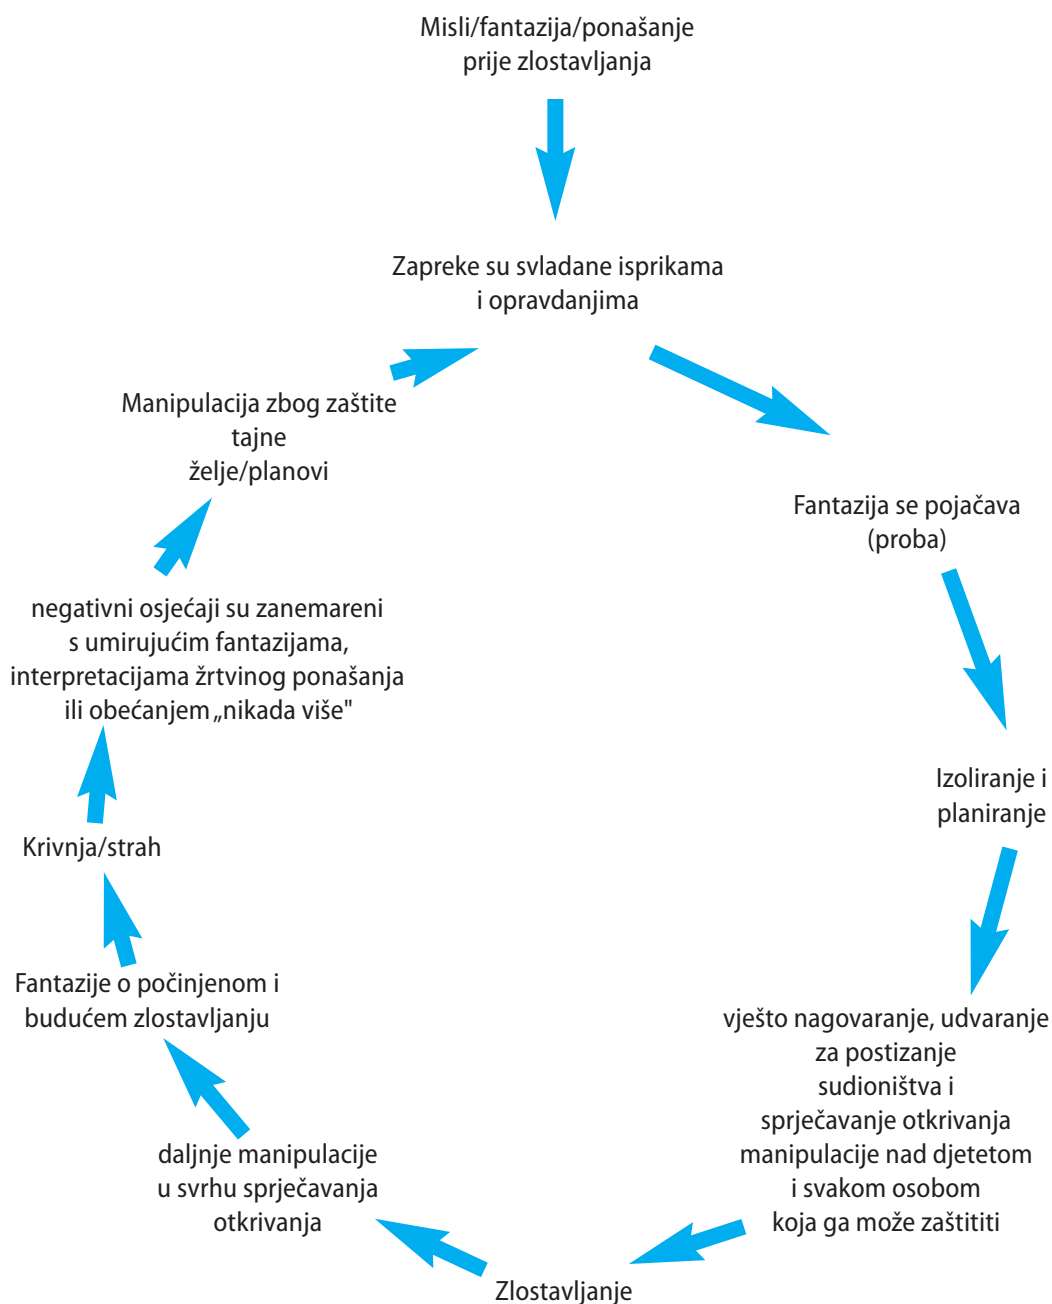 Misli/fantazija/ponašanje
prije zlostavljanja
Zapreke su svladane isprikama
i opravdanjima
Fantazija se pojačava
(proba)
Izoliranje i
planiranje
vješto nagovaranje, udvaranje
za postizanje
sudioništva i
sprječavanje otkrivanja
manipulacije nad djetetom
i svakom osobom
koja ga može zaštititi
Zlostavljanje
daljnje manipulacije
u svrhu sprječavanja
otkrivanja
Fantazije o počinjenom i
budućem zlostavljanju
Krivnja/strah
negativni osjećaji su zanemareni
s umirujućim fantazijama,
interpretacijama žrtvinog ponašanja
ili obećanjem „nikada više"
Manipulacija zbog zaštite
tajne
želje/planovi